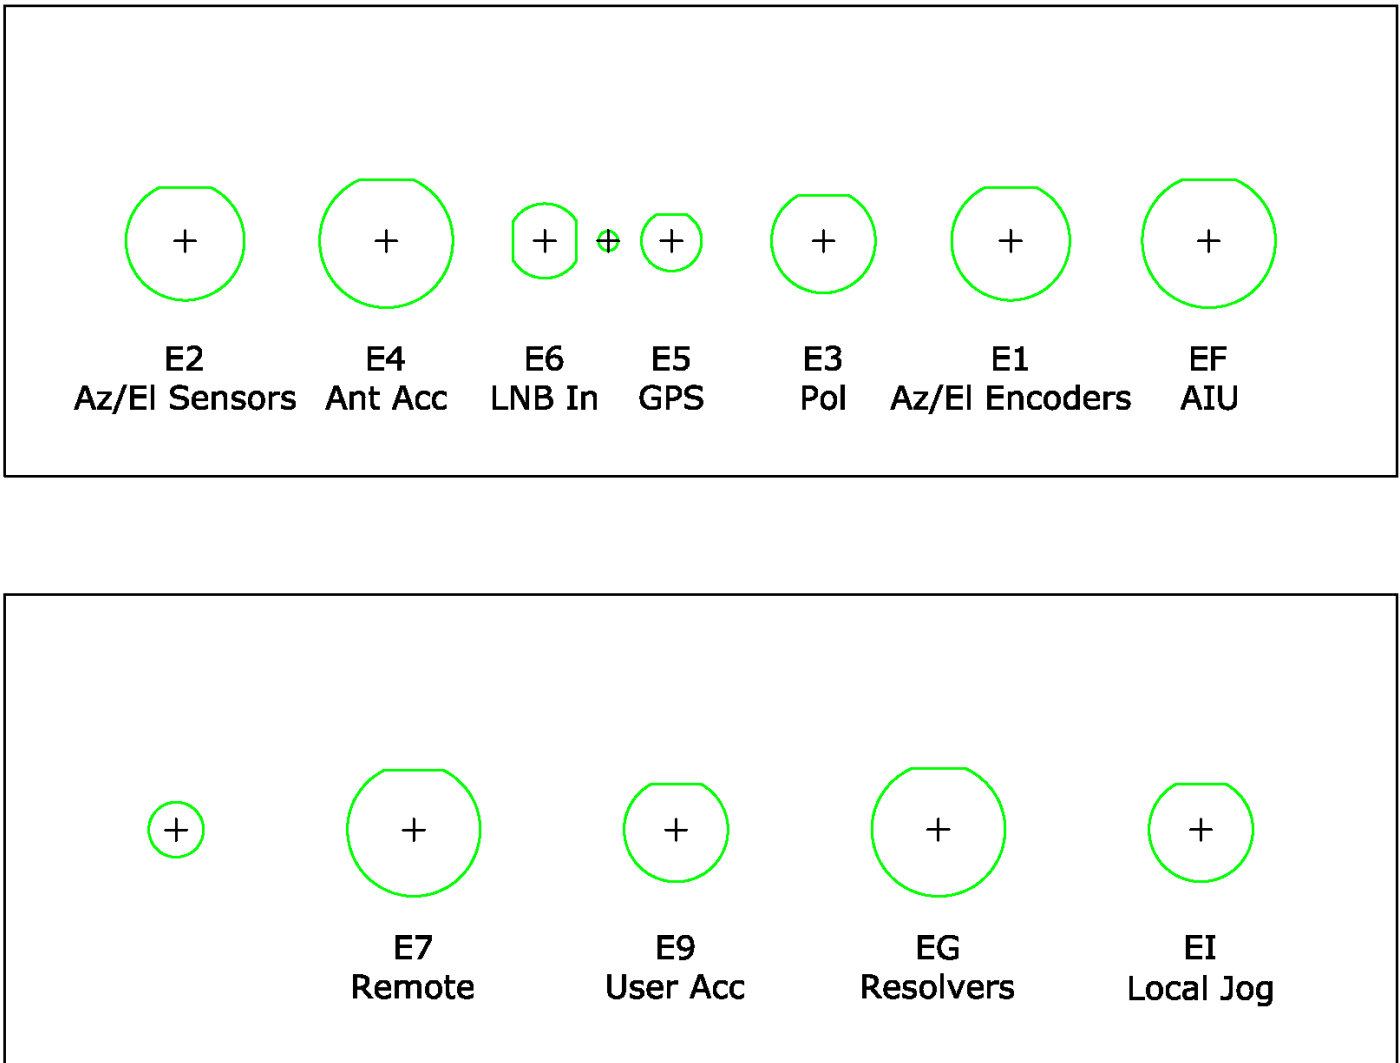 E2 E4 E6 E5 E3 E1 EF
Az/El Sensors Ant Acc LNB In GPS Pol Az/El Encoders AIU
E7 E9 EG EI
Remote User Acc Resolvers Local Jog